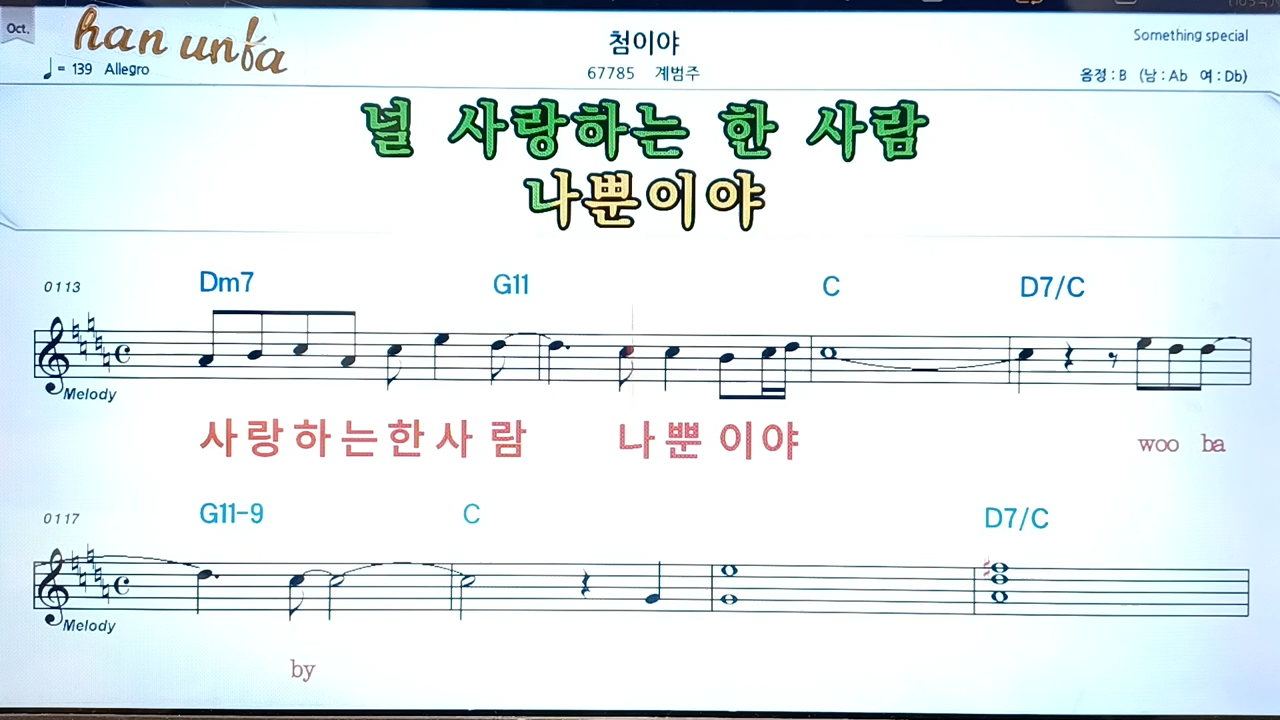 Oct.
han un!a
♩= 139 Allegro
첨이야
67785 계범주
Something special
음정 : B (남 : Ab 여 : Db)
널 사랑하는 한 사람
나뿐이야
0113
Dm7 G11 C D7/C
Melody
사랑하는한사람 나뿐이야 woo ba
0117
G11-9 C D7/C
Melody
by